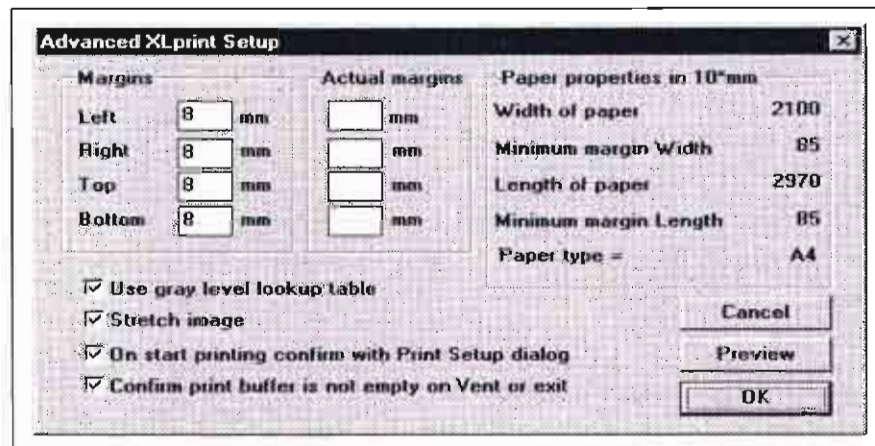 Advanced XLprint Setup
Margins
Left 8 mm
Right 8 mm
Top 8 mm
Bottom 8 mm
Actual margins
mm
mm
mm
mm
Paper properties in 10*mm
Width of paper 2100
Minimum margin Width 85
Length of paper 2970
Minimum margin Length 85
Paper type = A4
Use gray level lookup table
Stretch image
On start printing confirm with Print Setup dialog
Confirm print buffer is not empty on Vent or exit
Cancel
Preview
OK